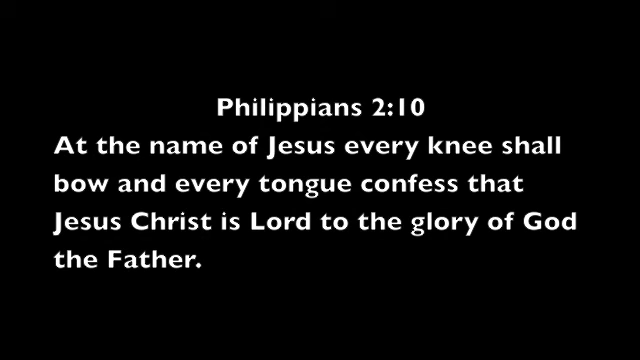 Philippians 2:10
At the name of Jesus every knee shall
bow and every tongue confess that
Jesus Christ is Lord to the glory of God
the Father.